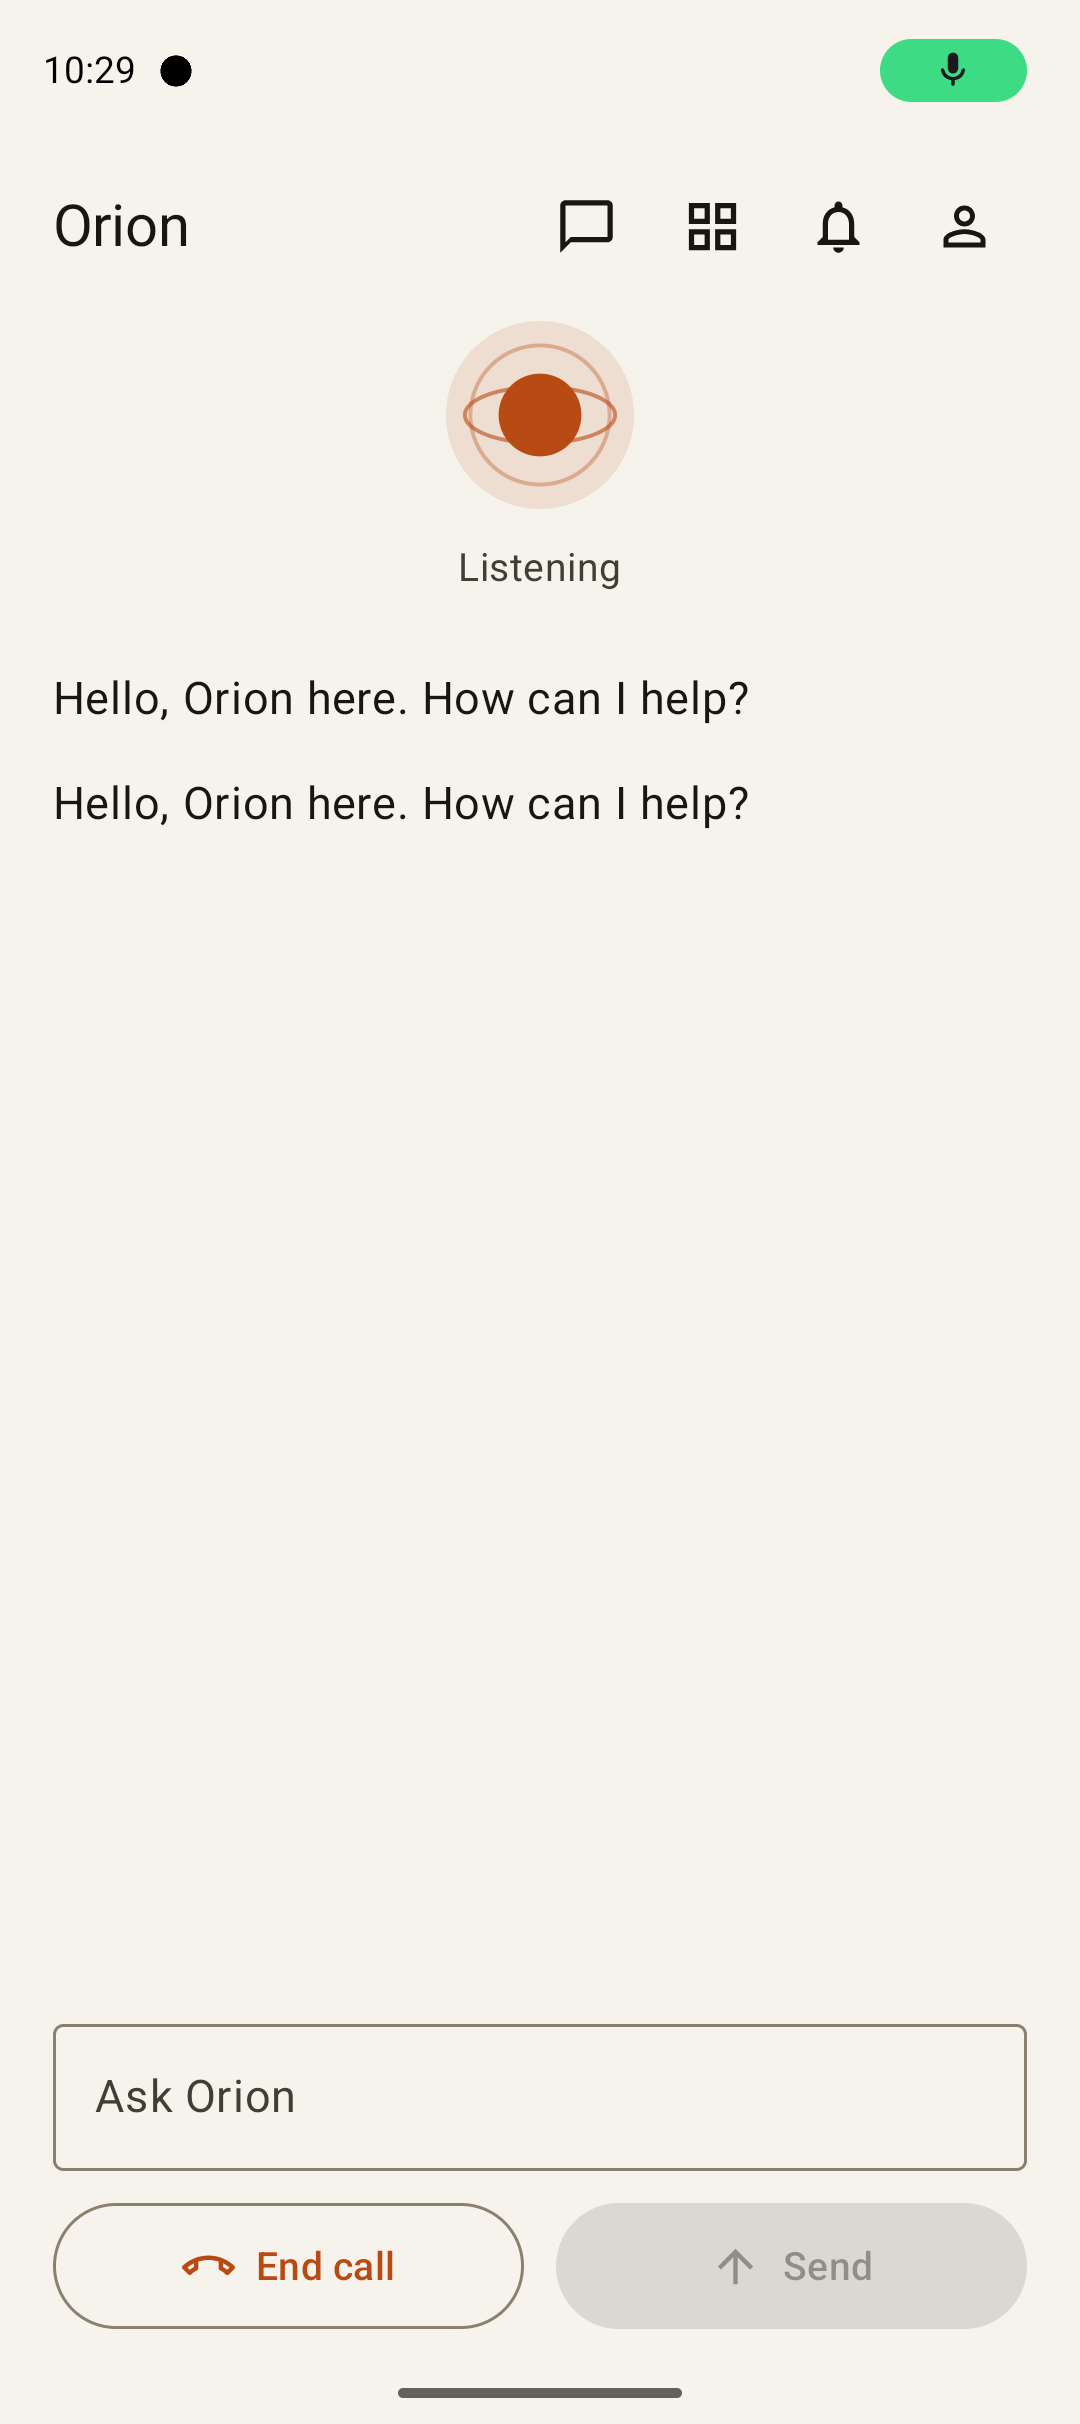 10:29
Orion
Listening
Hello, Orion here. How can I help?
Hello, Orion here. How can I help?
Ask Orion
End call
Send